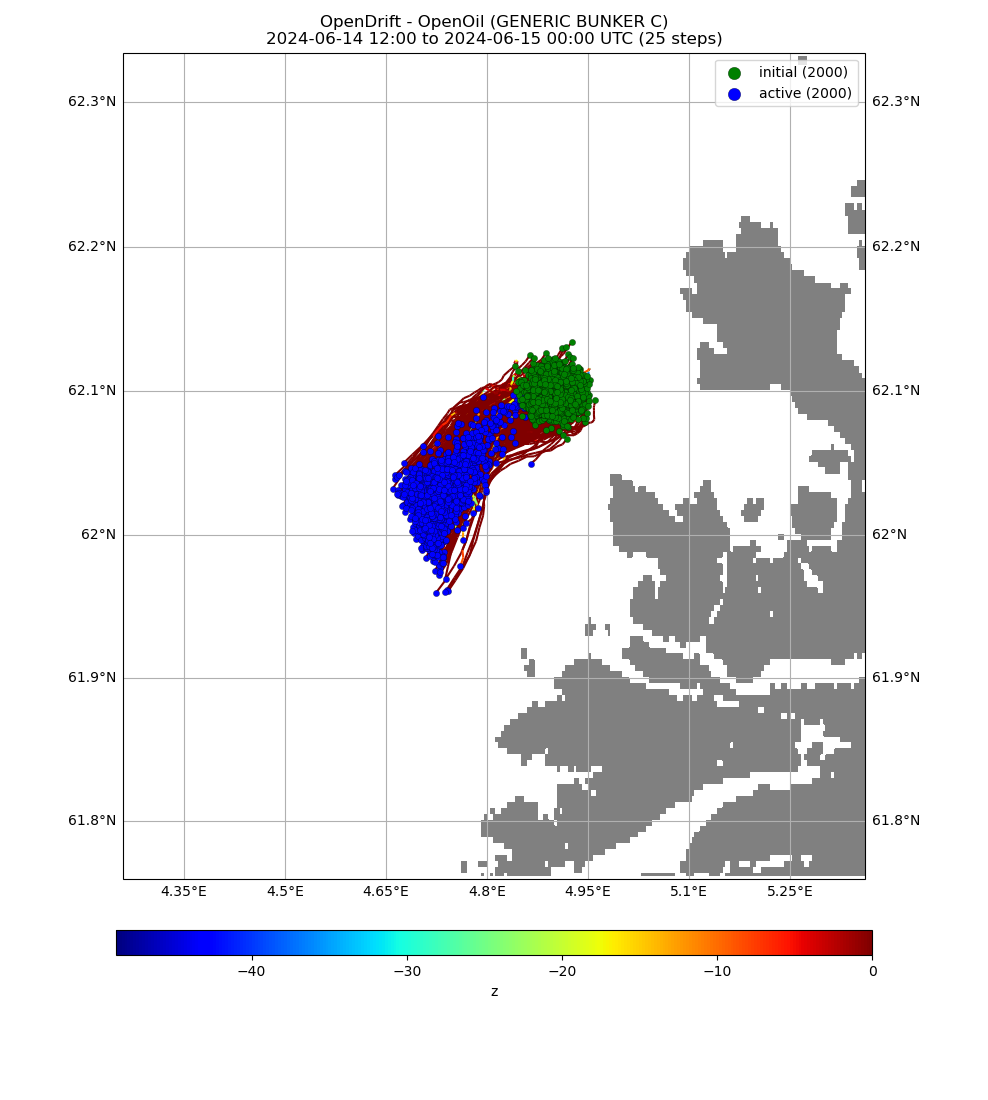 OpenDrift - OpenOil (GENERIC BUNKER C)
2024-06-14 12:00 to 2024-06-15 00:00 UTC (25 steps)
initial (2000)
active (2000)
62.3°N 62.3°N
62.2°N 62.2°N
62.1°N 62.1°N
62°N 62°N
61.9°N 61.9°N
61.8°N 61.8°N
4.35°E 4.5°E 4.65°E 4.8°E 4.95°E 5.1°E 5.25°E
−40 −30 −20 −10 0
z